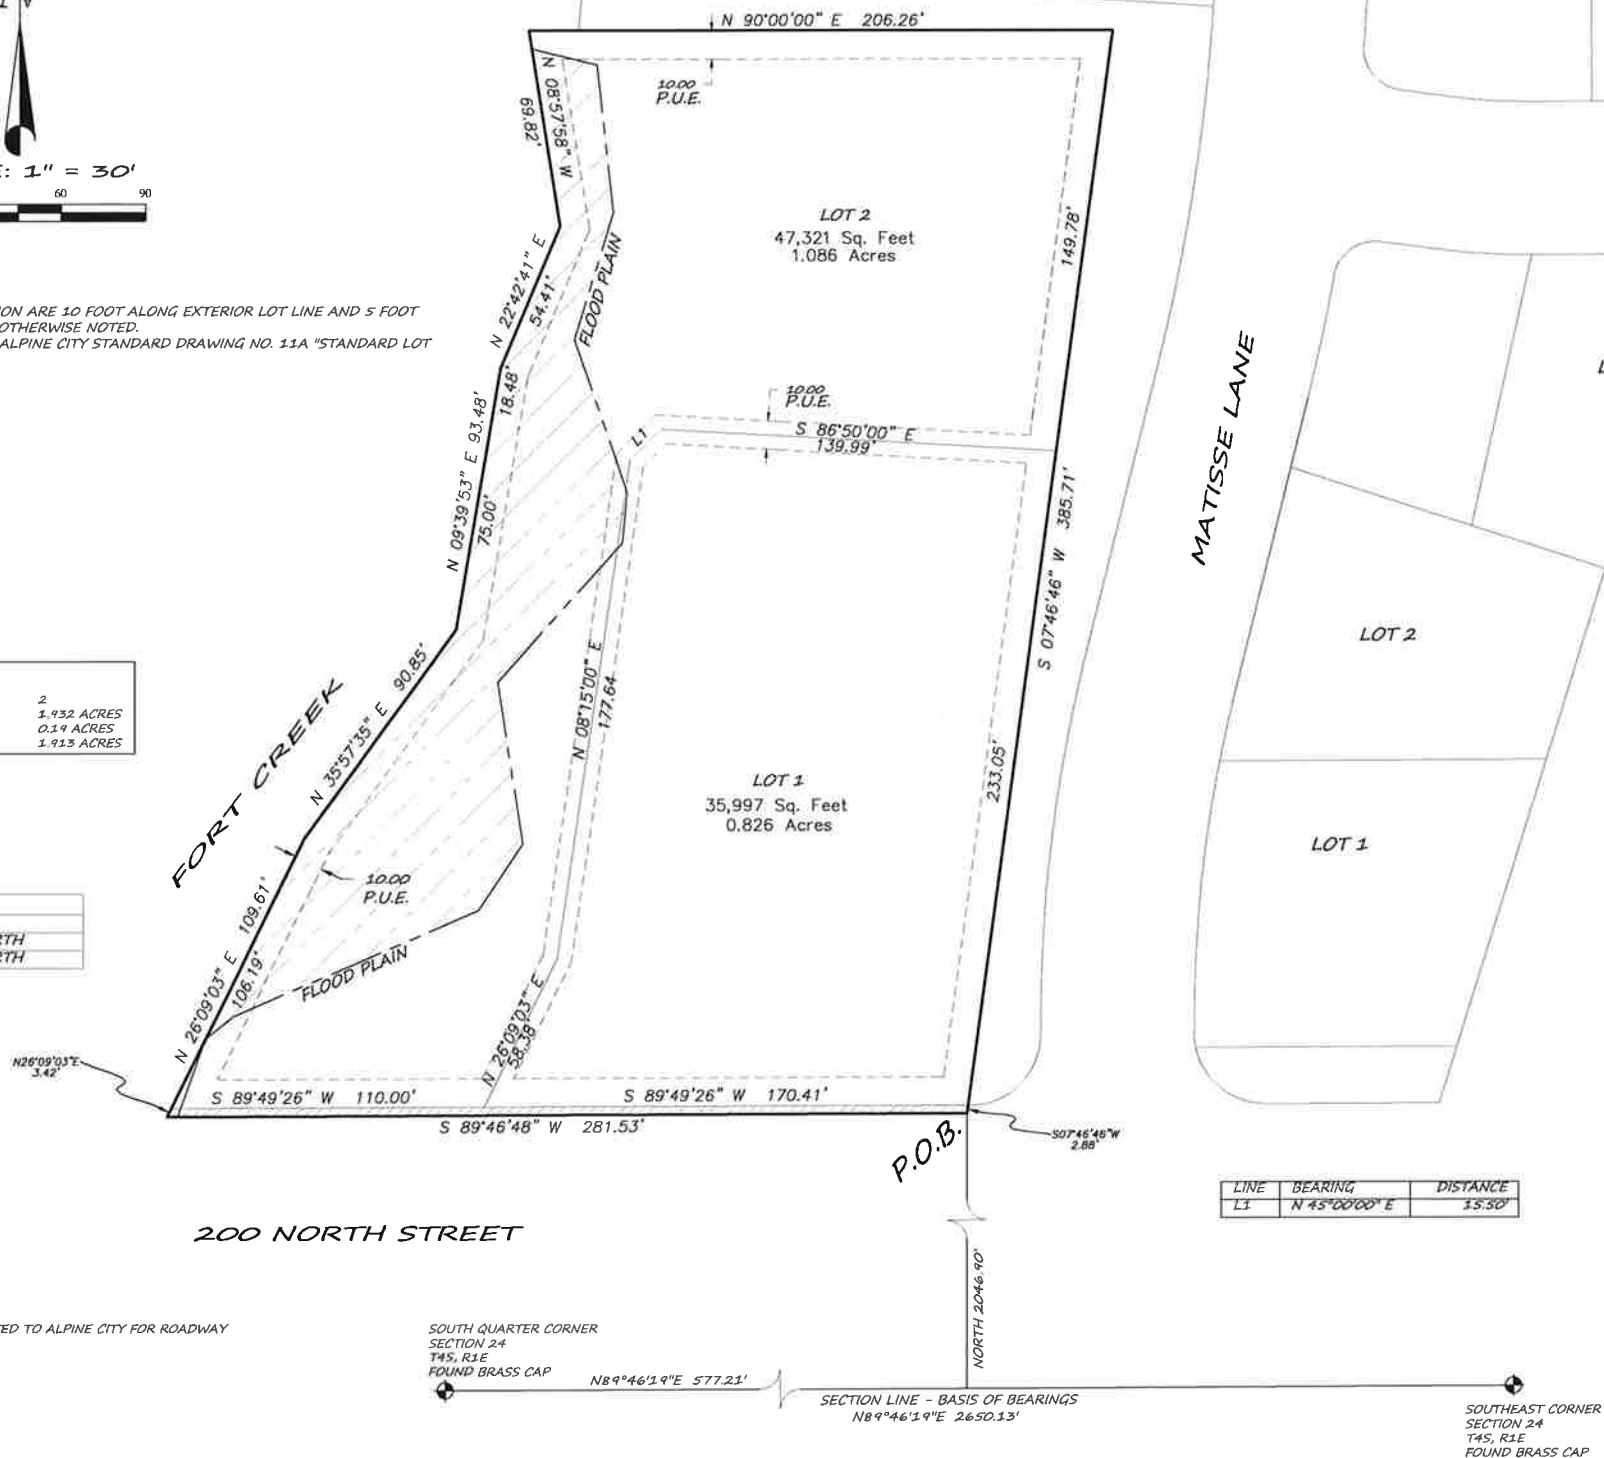 N 90°00'00" E 206.26'
10.00
P.U.E.
N 08°57'58" W
69.82'
E: 1" = 30'
60 90
LOT 2
47,321 Sq. Feet
1.086 Acres
149.78'
N 22°42'41" E
54.41'
FLOOD PLAIN
ION ARE 10 FOOT ALONG EXTERIOR LOT LINE AND 5 FOOT
OTHERWISE NOTED.
ALPINE CITY STANDARD DRAWING NO. 11A "STANDARD LOT
MATISSE LANE
18.48'
N 09°39'53" E 93.48'
75.00'
10.00
P.U.E.
L1
S 86°50'00" E
139.99'
S 07°46'46" W 385.71'
LOT 2
N 08°15'00" E
177.64
2
1.932 ACRES
0.19 ACRES
1.913 ACRES
FORT CREEK
N 35°57'35" E 90.85'
233.05'
LOT 1
35,997 Sq. Feet
0.826 Acres
LOT 1
10.00
P.U.E.
RTH
RTH
N 26°09'03" E 109.61'
106.19'
FLOOD PLAIN
N 26°09'03" E
58.38'
N26°09'03"E
3.42'
S 89°49'26" W 110.00'
S 89°49'26" W 170.41'
S 89°46'48" W 281.53'
P.O.B.
S07°46'46"W
2.88'
LINE BEARING DISTANCE
L1 N 45°00'00" E 15.50'
200 NORTH STREET
NORTH 2046.90'
TED TO ALPINE CITY FOR ROADWAY
SOUTH QUARTER CORNER
SECTION 24
T4S, R1E
FOUND BRASS CAP
N89°46'19"E 577.21'
SECTION LINE - BASIS OF BEARINGS
N89°46'19"E 2650.13'
SOUTHEAST CORNER
SECTION 24
T4S, R1E
FOUND BRASS CAP